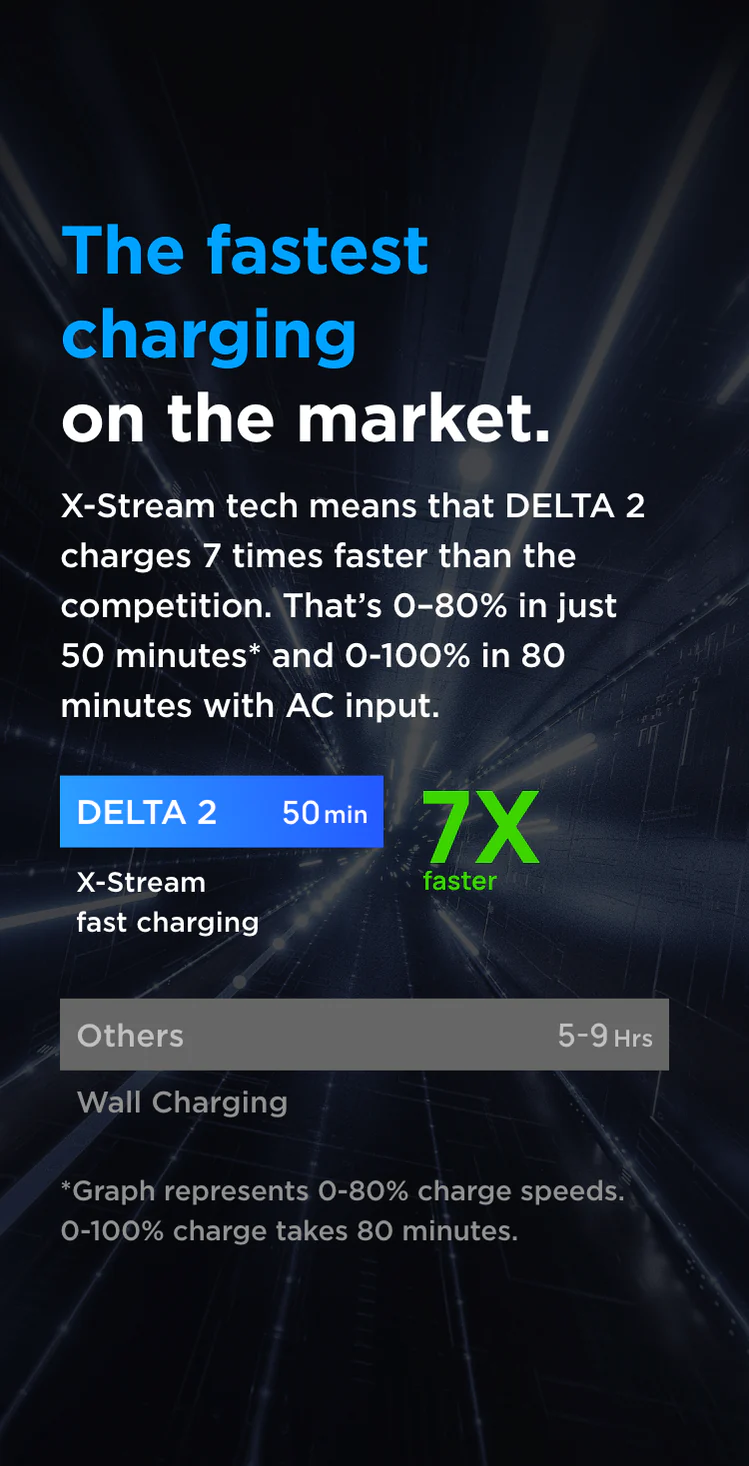 The fastest
charging
on the market.
X-Stream tech means that DELTA 2
charges 7 times faster than the
competition. That’s 0–80% in just
50 minutes* and 0-100% in 80
minutes with AC input.
DELTA 2 50min
7X
faster
X-Stream
fast charging
Others 5-9 Hrs
Wall Charging
*Graph represents 0-80% charge speeds.
0-100% charge takes 80 minutes.